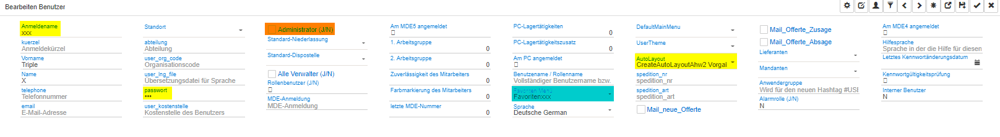 Bearbeiten Benutzer
Anmeldename
xxx
kuerzel
Anmeldekürzel
Vorname
Triple
Name
X
telephone
Telefonnummer
email
E-Mail-Adresse
Standort
abteilung
Abteilung
user_org_code
Organisationscode
user_lng_file
Übersetzungsdatei für Sprache
passwort
•••
user_kostenstelle
Kostenstelle des Benutzers
Administrator (J/N)
Standard-Niederlassung
Standard-Dispostelle
Alle Verwalter (J/N)
Rollenbenutzer (J/N)
MDE-Anmeldung
MDE-Anmeldung
Am MDE6 angemeldet
1. Arbeitsgruppe
0
2. Arbeitsgruppe
0
Zuverlässigkeit des Mitarbeiters
0
Farbmarkierung des Mitarbeiters
0
letzte MDE-Nummer
0
PC-Lagertätigkeiten
0
PC-Lagertätigkeitszusatz
0
Am PC angemeldet
Benutzername / Rollenname
Vollständiger Benutzername bzw.
Favoriten Menü
Favoritenxxx
Sprache
Deutsche German
DefaultMainMenu
UserTheme
AutoLayout
CreateAutoLayoutAhw2 Vorgal
spedition_nr
spedition_nr
spedition_art
spedition_art
Mail_neue_Offerte
Mail_Offerte_Zusage
Mail_Offerte_Absage
Lieferanten
Mandanten
Anwendergruppe
Wird für den neuen Hashtag #USI
Alarmrolle (J/N)
N
Am MDE4 angemeldet
Hilfesprache
Sprache in der die Hilfe für diesen
Letztes Kennwortänderungsdatum
Kennwortgültigkeitsprüfung
Interner Benutzer
N